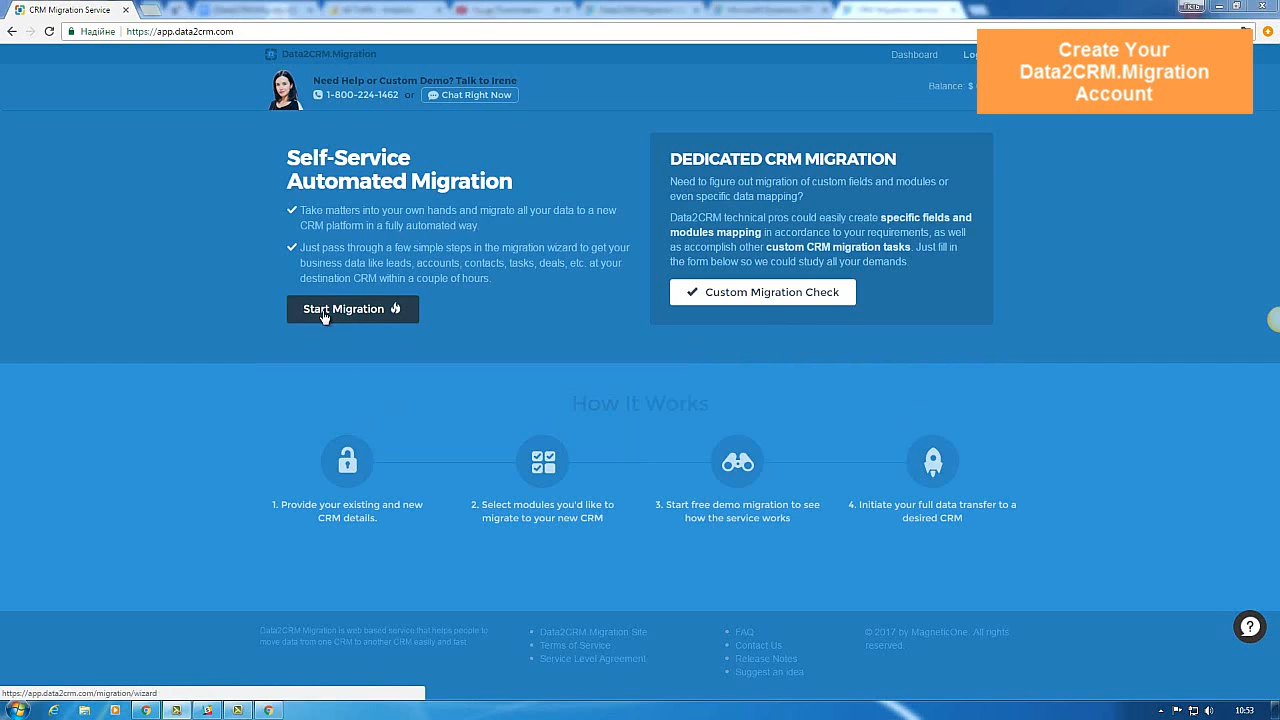 CRM Migration Service
Надійне
https://app.data2crm.com
Data2CRM.Migration
Dashboard
Create Your
Data2CRM.Migration
Account
Need Help or Custom Demo? Talk to Irene
1-800-224-1462 or Chat Right Now
Balance: $
Self-Service
Automated Migration
Take matters into your own hands and migrate all your data to a new
CRM platform in a fully automated way.
Just pass through a few simple steps in the migration wizard to get your
business data like leads, accounts, contacts, tasks, deals, etc. at your
destination CRM within a couple of hours.
Start Migration
DEDICATED CRM MIGRATION
Need to figure out migration of custom fields and modules or
even specific data mapping?
Data2CRM technical pros could easily create specific fields and
modules mapping in accordance to your requirements, as well
as accomplish other custom CRM migration tasks. Just fill in
the form below so we could study all your demands.
Custom Migration Check
How It Works
1. Provide your existing and new
CRM details.
2. Select modules you'd like to
migrate to your new CRM
3. Start free demo migration to see
how the service works
4. Initiate your full data transfer to a
desired CRM
Data2CRM.Migration is web based service that helps people to
move data from one CRM to another CRM easily and fast.
Data2CRM.Migration Site
Terms of Service
Service Level Agreement
FAQ
Contact Us
Release Notes
Suggest an idea
© 2017 by MagneticOne. All rights
reserved.
?
https://app.data2crm.com/migration/wizard
10:53